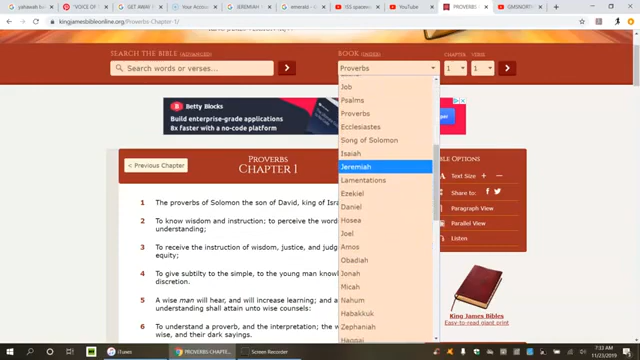 yahawah
"VOICE OF
GET AWAY
Your Account
JEREMIAH
emerald -
ISS spacew
YouTube
PROVERBS
GMSNORTH
kingjamesbibleonline.org/Proverbs-Chapter-1/
SEARCH THE BIBLE (ADVANCED)
BOOK (INDEX)
CHAPTER
VERSE
Search words or verses...
Proverbs
1
1
Job
Psalms
Proverbs
Ecclesiastes
Song of Solomon
Isaiah
Jeremiah
Lamentations
Ezekiel
Daniel
Hosea
Joel
Amos
Obadiah
Jonah
Micah
Nahum
Habakkuk
Zephaniah
Haggai
Betty Blocks
Build enterprise-grade applications
8x faster with a no-code platform
< Previous Chapter
PROVERBS
CHAPTER 1
1 The proverbs of Solomon the son of David, king of Isra
2 To know wisdom and instruction; to perceive the word
understanding;
3 To receive the instruction of wisdom, justice, and judg
equity;
4 To give subtilty to the simple, to the young man know
discretion.
5 A wise man will hear, and will increase learning; and a
understanding shall attain unto wise counsels:
6 To understand a proverb, and the interpretation; the w
wise, and their dark sayings.
BIBLE OPTIONS
A Text Size + −
Share to:
Paragraph View
Parallel View
Listen
King James Bibles
Easy-to-read giant print
iTunes
PROVERBS CHAPTE
Screen Recorder
7:33 AM
11/23/2019